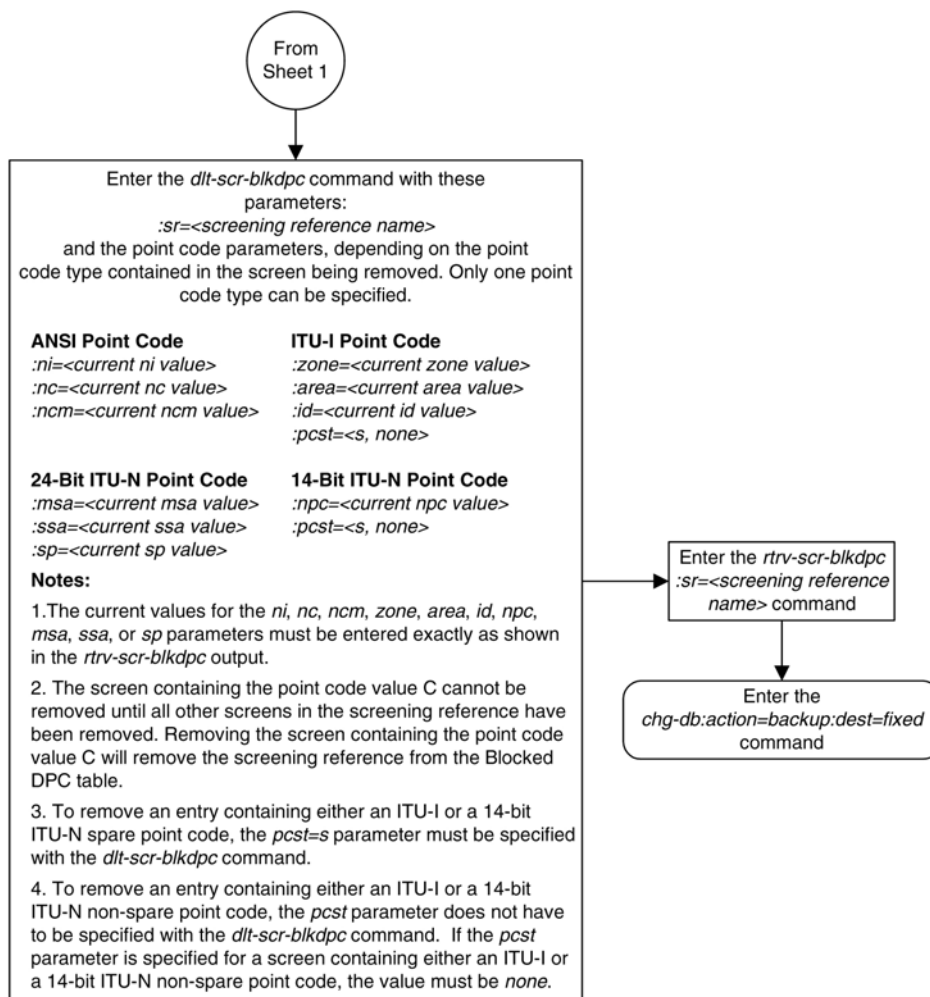 From
Sheet 1
Enter the dlt-scr-blkdpc command with these
parameters:
:sr=<screening reference name>
and the point code parameters, depending on the point
code type contained in the screen being removed. Only one point
code type can be specified.
ANSI Point Code
:ni=<current ni value>
:nc=<current nc value>
:ncm=<current ncm value>
ITU-I Point Code
:zone=<current zone value>
:area=<current area value>
:id=<current id value>
:pcst=<s, none>
24-Bit ITU-N Point Code
:msa=<current msa value>
:ssa=<current ssa value>
:sp=<current sp value>
14-Bit ITU-N Point Code
:npc=<current npc value>
:pcst=<s, none>
Notes:
1.The current values for the ni, nc, ncm, zone, area, id, npc,
msa, ssa, or sp parameters must be entered exactly as shown
in the rtrv-scr-blkdpc output.
2. The screen containing the point code value C cannot be
removed until all other screens in the screening reference have
been removed. Removing the screen containing the point code
value C will remove the screening reference from the Blocked
DPC table.
3. To remove an entry containing either an ITU-I or a 14-bit
ITU-N spare point code, the pcst=s parameter must be specified
with the dlt-scr-blkdpc command.
4. To remove an entry containing either an ITU-I or a 14-bit
ITU-N non-spare point code, the pcst parameter does not have
to be specified with the dlt-scr-blkdpc command.  If the pcst
parameter is specified for a screen containing either an ITU-I or
a 14-bit ITU-N non-spare point code, the value must be none.
Enter the rtrv-scr-blkdpc
:sr=<screening reference
name> command
Enter the
chg-db:action=backup:dest=fixed
command